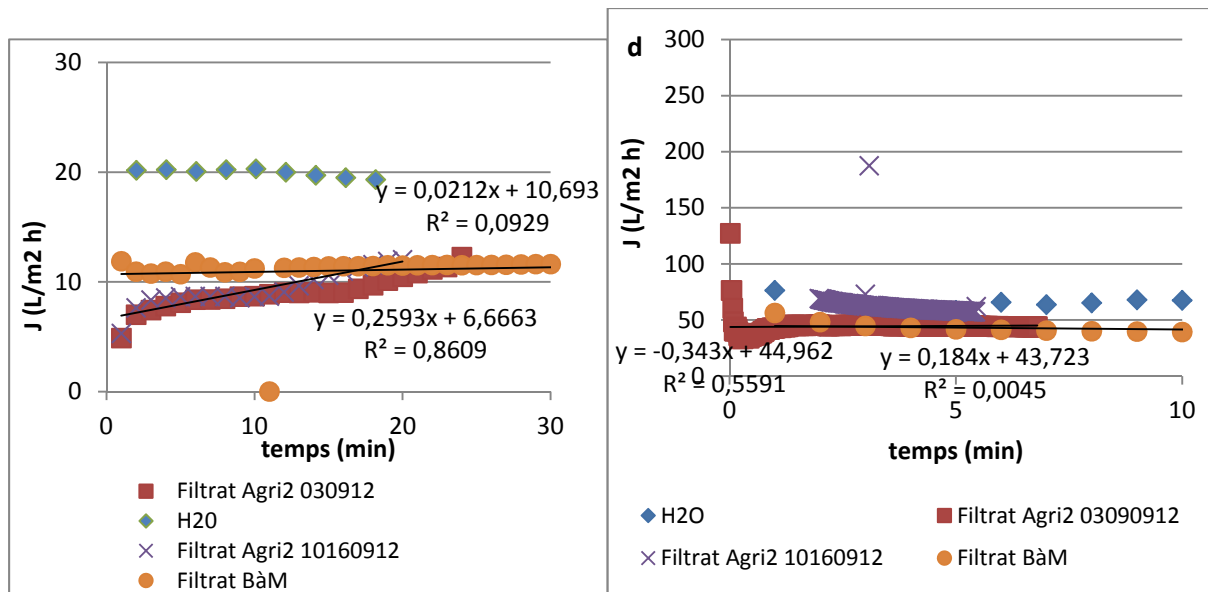 30
20
10
0
J (L/m2 h)
0
10
20
30
temps (min)
y = 0,0212x + 10,693
R² = 0,0929
y = 0,2593x + 6,6663
R² = 0,8609
Filtrat Agri2 030912
H20
Filtrat Agri2 10160912
Filtrat BàM
d
300
250
200
150
100
50
0
J (L/m2 h)
0
5
10
temps (min)
y = -0,343x + 44,962
R² = 0,5591
y = 0,184x + 43,723
R² = 0,0045
H2O
Filtrat Agri2 03090912
Filtrat Agri2 10160912
Filtrat BàM